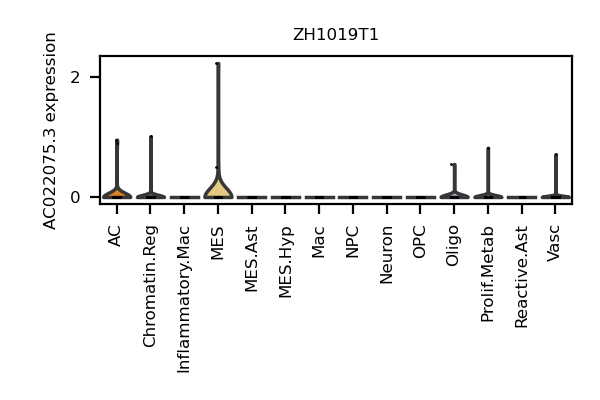 ZH1019T1
AC022075.3 expression
2
0
AC
Chromatin.Reg
Inflammatory.Mac
MES
MES.Ast
MES.Hyp
Mac
NPC
Neuron
OPC
Oligo
Prolif.Metab
Reactive.Ast
Vasc